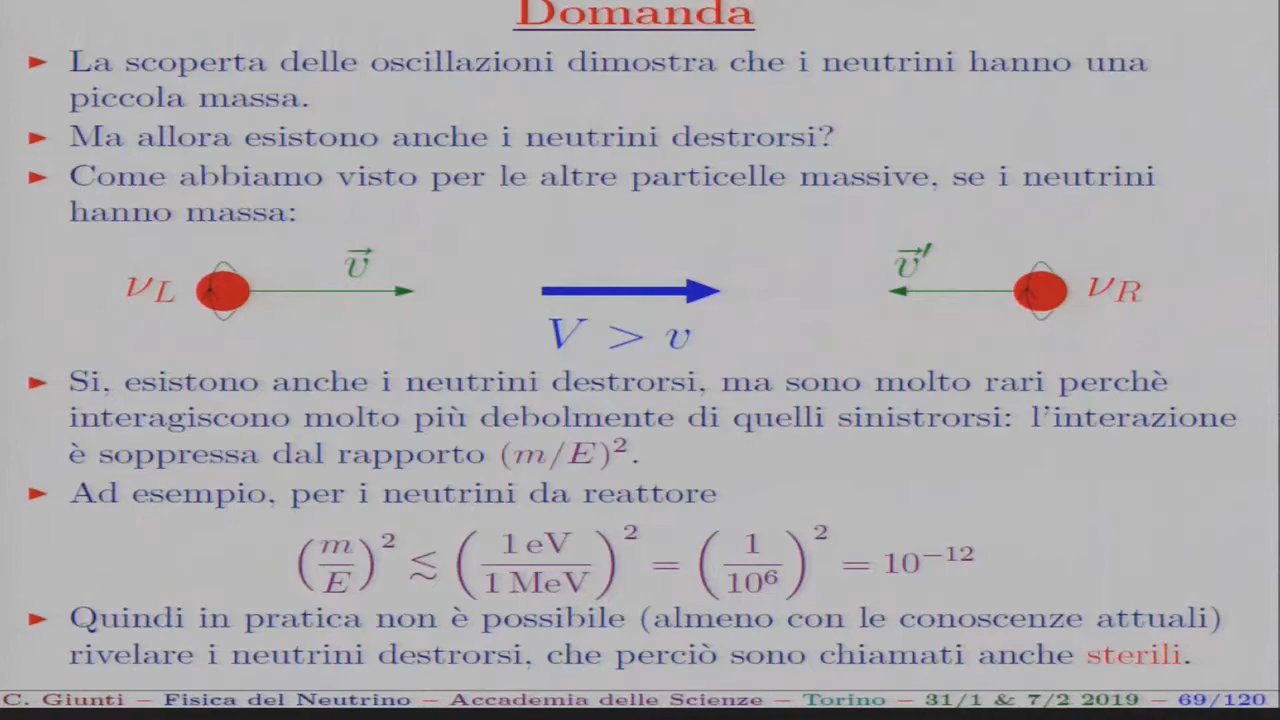 Domanda
► La scoperta delle oscillazioni dimostra che i neutrini hanno una
piccola massa.
► Ma allora esistono anche i neutrini destrorsi?
► Come abbiamo visto per le altre particelle massive, se i neutrini
hanno massa:
ν_L v⃗ v⃗′ ν_R
V > v
► Si, esistono anche i neutrini destrorsi, ma sono molto rari perchè
interagiscono molto più debolmente di quelli sinistrorsi: l'interazione
è soppressa dal rapporto (m/E)².
► Ad esempio, per i neutrini da reattore
(m/E)² ≲ (1 eV/1 MeV)² = (1/10⁶)² = 10⁻¹²
► Quindi in pratica non è possibile (almeno con le conoscenze attuali)
rivelare i neutrini destrorsi, che perciò sono chiamati anche sterili.
C. Giunti − Fisica del Neutrino − Accademia delle Scienze − Torino − 31/1 & 7/2 2019 − 69/120